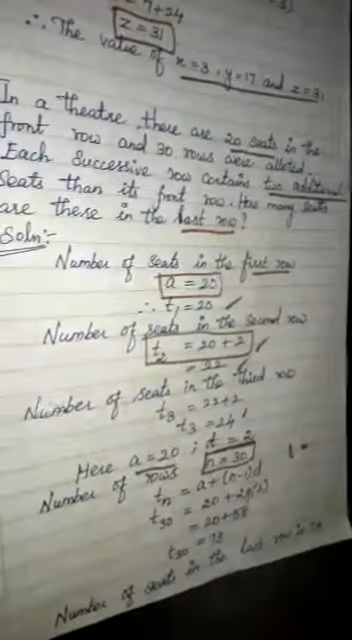 7+24
z = 31
∴ The value of x=3, y=17 and z=31.
In a theatre there are 20 seats in the
front row and 30 rows were alloted.
Each Successive row contains two additional
seats than its front row. How many seats
are these in the last row?
Soln:-
Number of seats in the first row
a = 20
∴ t1 = 20
Number of seats in the second row
t2 = 20+2
= 22
Number of seats in the third row
t3 = 22+2
t3 = 24
Here a=20 ; d = 2
Number of rows n = 30
tn = a+(n-1)d
t30 = 20+29(2)
= 20+58
t30 = 78
Number of seats in the last row is 78